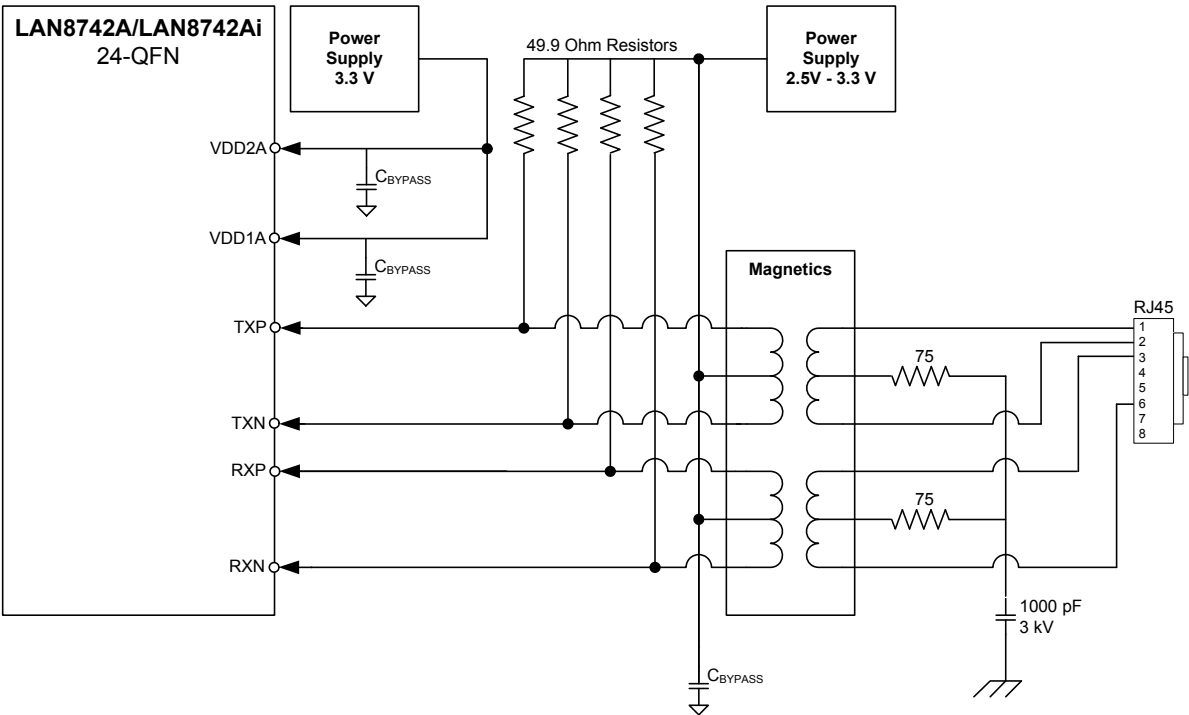 LAN8742A/LAN8742Ai
24-QFN
Power
Supply
3.3 V
49.9 Ohm Resistors
Power
Supply
2.5V - 3.3 V
VDD2A
CBYPASS
VDD1A
CBYPASS
Magnetics
TXP
RJ45
1
2
3
4
5
6
7
8
75
TXN
RXP
75
RXN
1000 pF
3 kV
CBYPASS